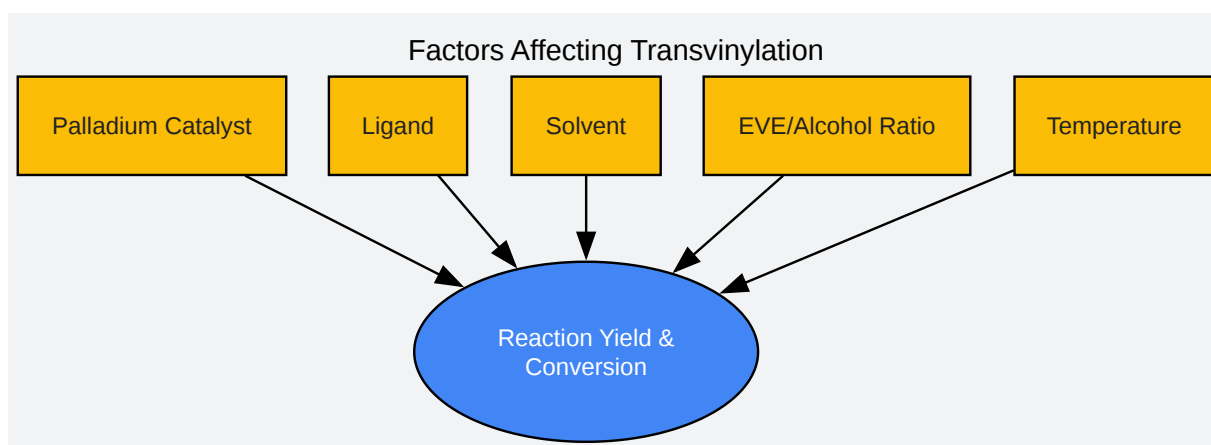 Factors Affecting Transvinylation
Palladium Catalyst
Ligand
Solvent
EVE/Alcohol Ratio
Temperature
Reaction Yield &
Conversion